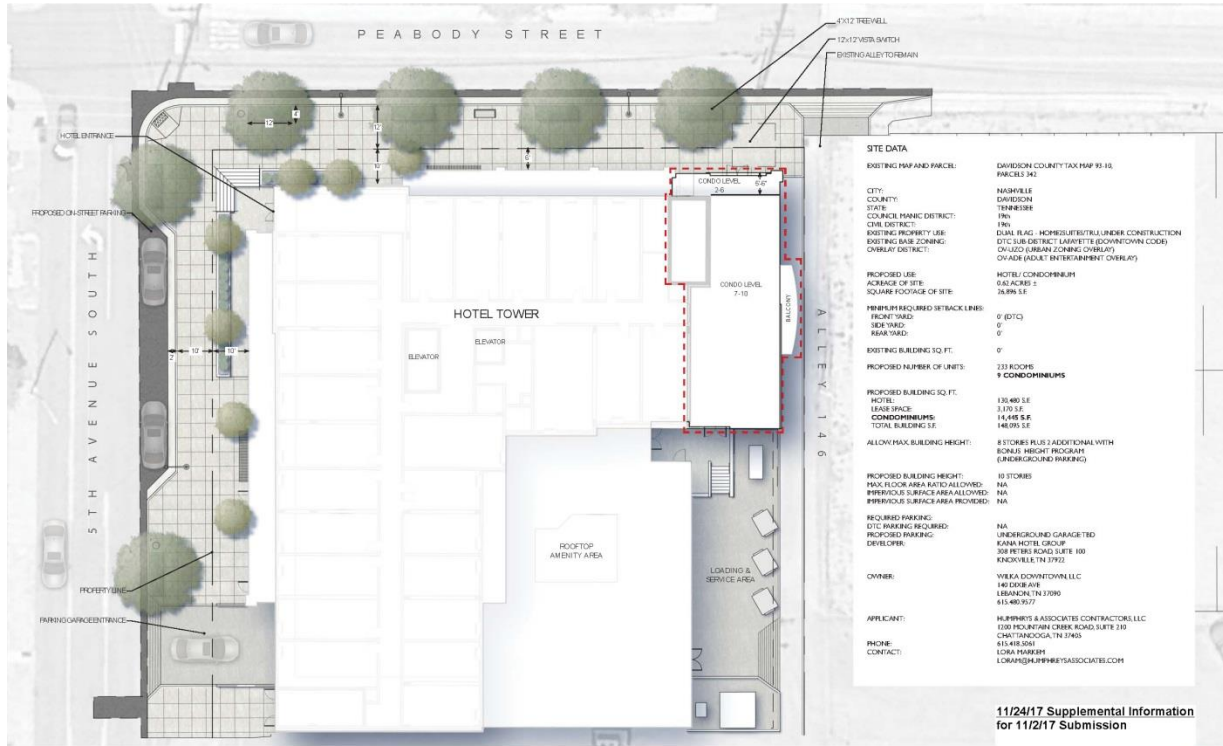 PEABODY STREET
4'X12' TREE WELL
12'x12' VISTA SWITCH
EXISTING ALLEY TO REMAIN
HOTEL ENTRANCE
PROPOSED ON-STREET PARKING
5TH AVENUE SOUTH
PROPERTY LINE
PARKING GARAGE ENTRANCE
12'
4'
12'
10'
6'
2'
10'
10'
HOTEL TOWER
ELEVATOR
ELEVATOR
CONDO LEVEL
2-6
5'-6"
CONDO LEVEL
7-10
BALCONY
ALLEY 146
ROOFTOP
AMENITY AREA
LOADING &
SERVICE AREA
SITE DATA
EXISTING MAP AND PARCEL: DAVIDSON COUNTY TAX MAP 93-10,
PARCELS 342
CITY: NASHVILLE
COUNTY: DAVIDSON
STATE: TENNESSEE
COUNCIL MANIC DISTRICT: 19th
CIVIL DISTRICT: 19th
EXISTING PROPERTY USE: DUAL FLAG - HOME2SUITES/TRU, UNDER CONSTRUCTION
EXISTING BASE ZONING: DTC SUB-DISTRICT LAFAYETTE (DOWNTOWN CODE)
OVERLAY DISTRICT: OV-UZO (URBAN ZONING OVERLAY)
OV-ADE (ADULT ENTERTAINMENT OVERLAY)
PROPOSED USE: HOTEL/ CONDOMINIUM
ACREAGE OF SITE: 0.62 ACRES ±
SQUARE FOOTAGE OF SITE: 26,896 S.F.
MINIMUM REQUIRED SETBACK LINES:
FRONT YARD: 0' (DTC)
SIDE YARD: 0'
REAR YARD: 0'
EXISTING BUILDING SQ. FT. 0'
PROPOSED NUMBER OF UNITS: 233 ROOMS
9 CONDOMINIUMS
PROPOSED BUILDING SQ. FT.
HOTEL: 130,480 S.F.
LEASE SPACE: 3,170 S.F.
CONDOMINIUMS: 14,445 S.F.
TOTAL BUILDING S.F. 148,095 S.F.
ALLOW. MAX. BUILDING HEIGHT: 8 STORIES PLUS 2 ADDITIONAL WITH
BONUS HEIGHT PROGRAM
(UNDERGROUND PARKING)
PROPOSED BUILDING HEIGHT: 10 STORIES
MAX. FLOOR AREA RATIO ALLOWED: NA
IMPERVIOUS SURFACE AREA ALLOWED: NA
IMPERVIOUS SURFACE AREA PROVIDED: NA
REQUIRED PARKING:
DTC PARKING REQUIRED: NA
PROPOSED PARKING: UNDERGROUND GARAGE TBD
DEVELOPER: KANA HOTEL GROUP
308 PETERS ROAD, SUITE 100
KNOXVILLE, TN 37922
OWNER: WILKA DOWNTOWN, LLC
140 DIXIE AVE
LEBANON, TN 37090
615.480.9577
APPLICANT: HUMPHRYS & ASSOCIATES CONTRACTORS, LLC
1200 MOUNTAIN CREEK ROAD, SUITE 210
CHATTANOOGA, TN 37405
PHONE: 615.418.5061
CONTACT: LORA MARKEM
LORAM@HUMPHREYSASSOCIATES.COM
11/24/17 Supplemental Information
for 11/2/17 Submission